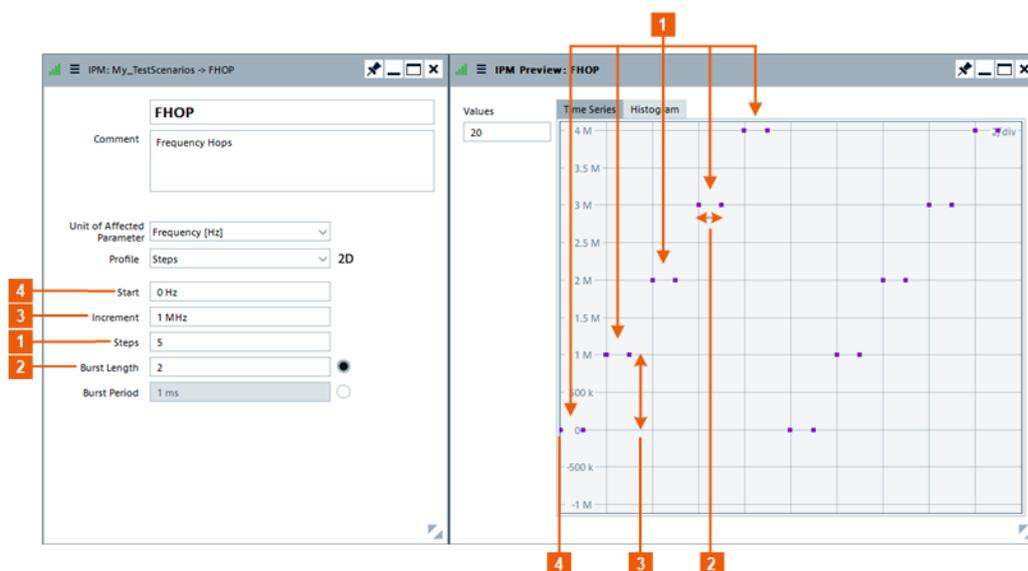 1
IPM: My_TestScenarios -> FHOP
FHOP
Comment
Frequency Hops
Unit of Affected
Parameter
Frequency [Hz]
Profile
Steps
2D
4
Start
0 Hz
3
Increment
1 MHz
1
Steps
5
2
Burst Length
2
Burst Period
1 ms
IPM Preview: FHOP
Values
20
Time Series
Histogram
2/div
4 M
3.5 M
3 M
2.5 M
2 M
1.5 M
1 M
500 k
0
-500 k
-1 M
4
3
2